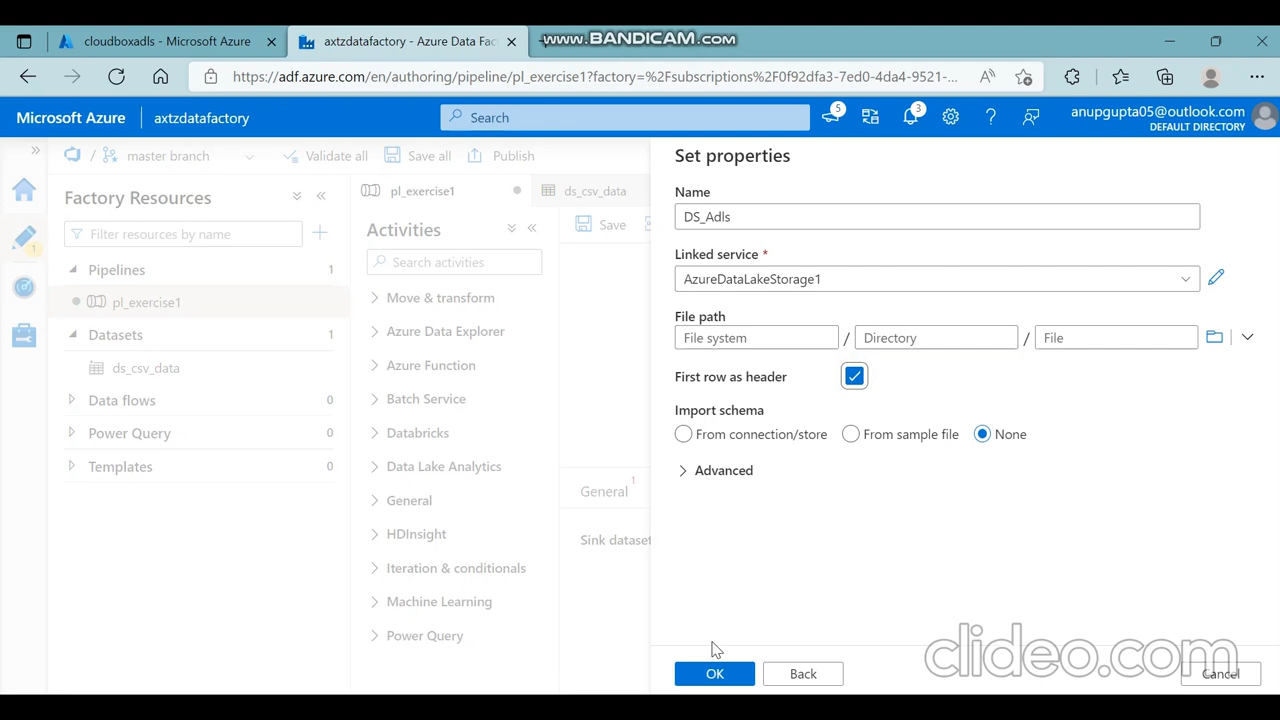 cloudboxadls - Microsoft Azure
axtzdatafactory - Azure Data Fac
www.BANDICAM.com
https://adf.azure.com/en/authoring/pipeline/pl_exercise1?factory=%2Fsubscriptions%2F0f92dfa3-7ed0-4da4-9521-...
Microsoft Azure
axtzdatafactory
Search
5
3
anupgupta05@outlook.com
DEFAULT DIRECTORY
/
master branch
Validate all
Save all
Publish
Factory Resources
Filter resources by name
Pipelines 1
pl_exercise1
Datasets 1
ds_csv_data
Data flows 0
Power Query 0
Templates 0
1
pl_exercise1
ds_csv_data
Activities
Search activities
Move & transform
Azure Data Explorer
Azure Function
Batch Service
Databricks
Data Lake Analytics
General
HDInsight
Iteration & conditionals
Machine Learning
Power Query
Save
General 1
Sink dataset
Set properties
Name
DS_Adls
Linked service *
AzureDataLakeStorage1
File path
File system / Directory / File
First row as header
Import schema
From connection/store From sample file None
Advanced
OK Back Cancel
clideo.com